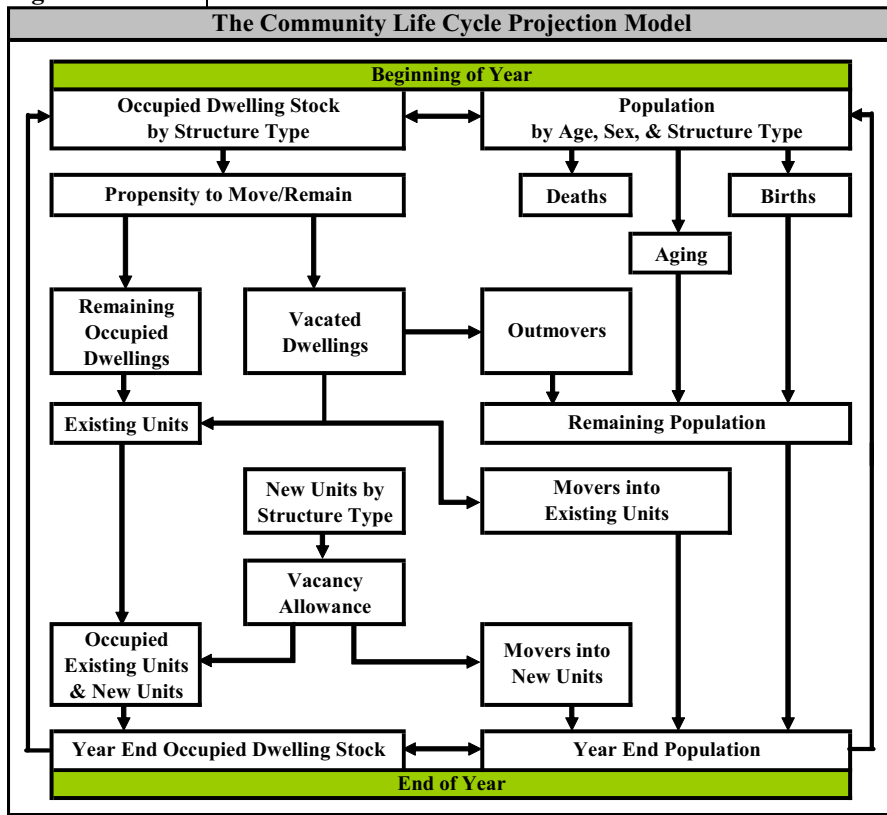 The Community Life Cycle Projection Model
Beginning of Year
Occupied Dwelling Stock
by Structure Type
Population
by Age, Sex, & Structure Type
Propensity to Move/Remain
Deaths
Births
Aging
Remaining
Occupied
Dwellings
Vacated
Dwellings
Outmovers
Existing Units
Remaining Population
New Units by
Structure Type
Movers into
Existing Units
Vacancy
Allowance
Occupied
Existing Units
& New Units
Movers into
New Units
Year End Occupied Dwelling Stock
Year End Population
End of Year